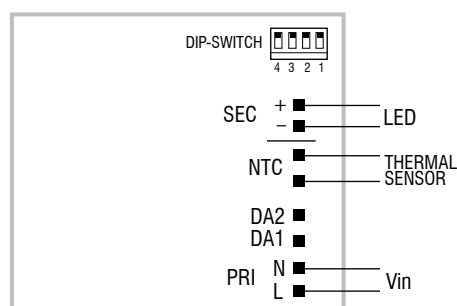 DIP-SWITCH
4 3 2 1
SEC + LED
−
NTC THERMAL
SENSOR
DA2
DA1
PRI N Vin
L